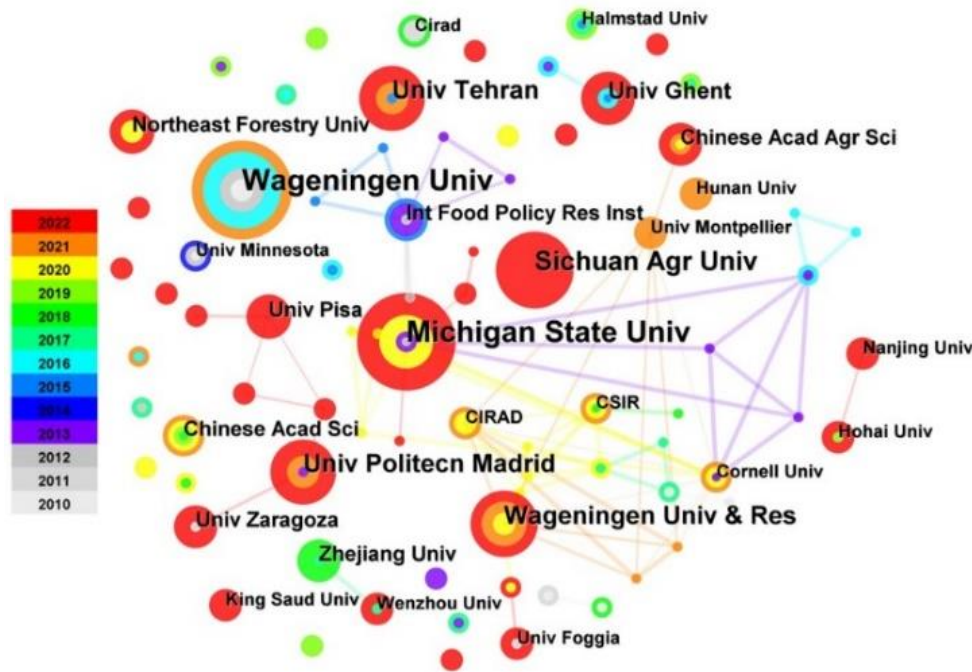 Cirad
Halmstad Univ
Univ Tehran
Univ Ghent
Northeast Forestry Univ
Chinese Acad Agr Sci
Wageningen Univ
Hunan Univ
Int Food Policy Res Inst
Univ Montpellier
Univ Minnesota
Sichuan Agr Univ
Univ Pisa
Michigan State Univ
Nanjing Univ
CIRAD
CSIR
Chinese Acad Sci
Hohai Univ
Univ Politecn Madrid
Cornell Univ
Univ Zaragoza
Wageningen Univ & Res
Zhejiang Univ
King Saud Univ
Wenzhou Univ
Univ Foggia
2022
2021
2020
2019
2018
2017
2016
2015
2014
2013
2012
2011
2010